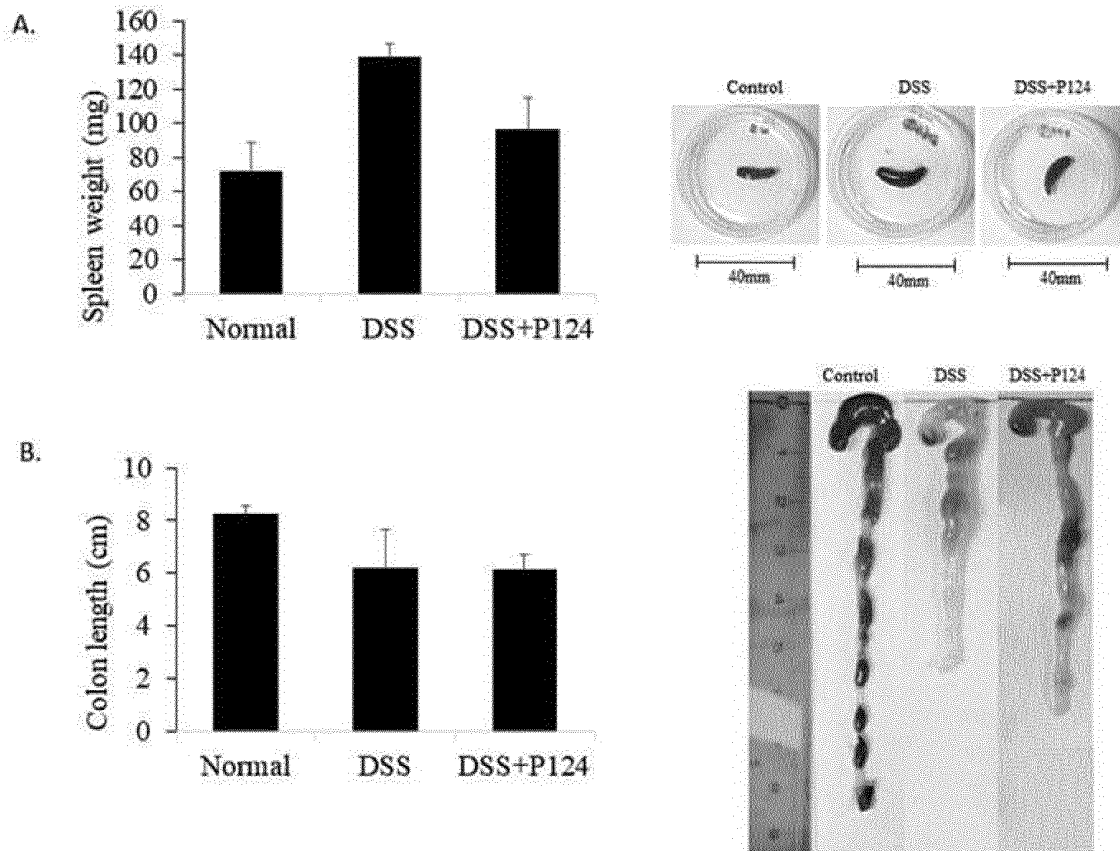 A.
160
140
120
100
80
60
40
20
0
Spleen weight (mg)
Normal DSS DSS+P124
Control DSS DSS+P124
40mm 40mm 40mm
B.
10
8
6
4
2
0
Colon length (cm)
Normal DSS DSS+P124
Control DSS DSS+P124